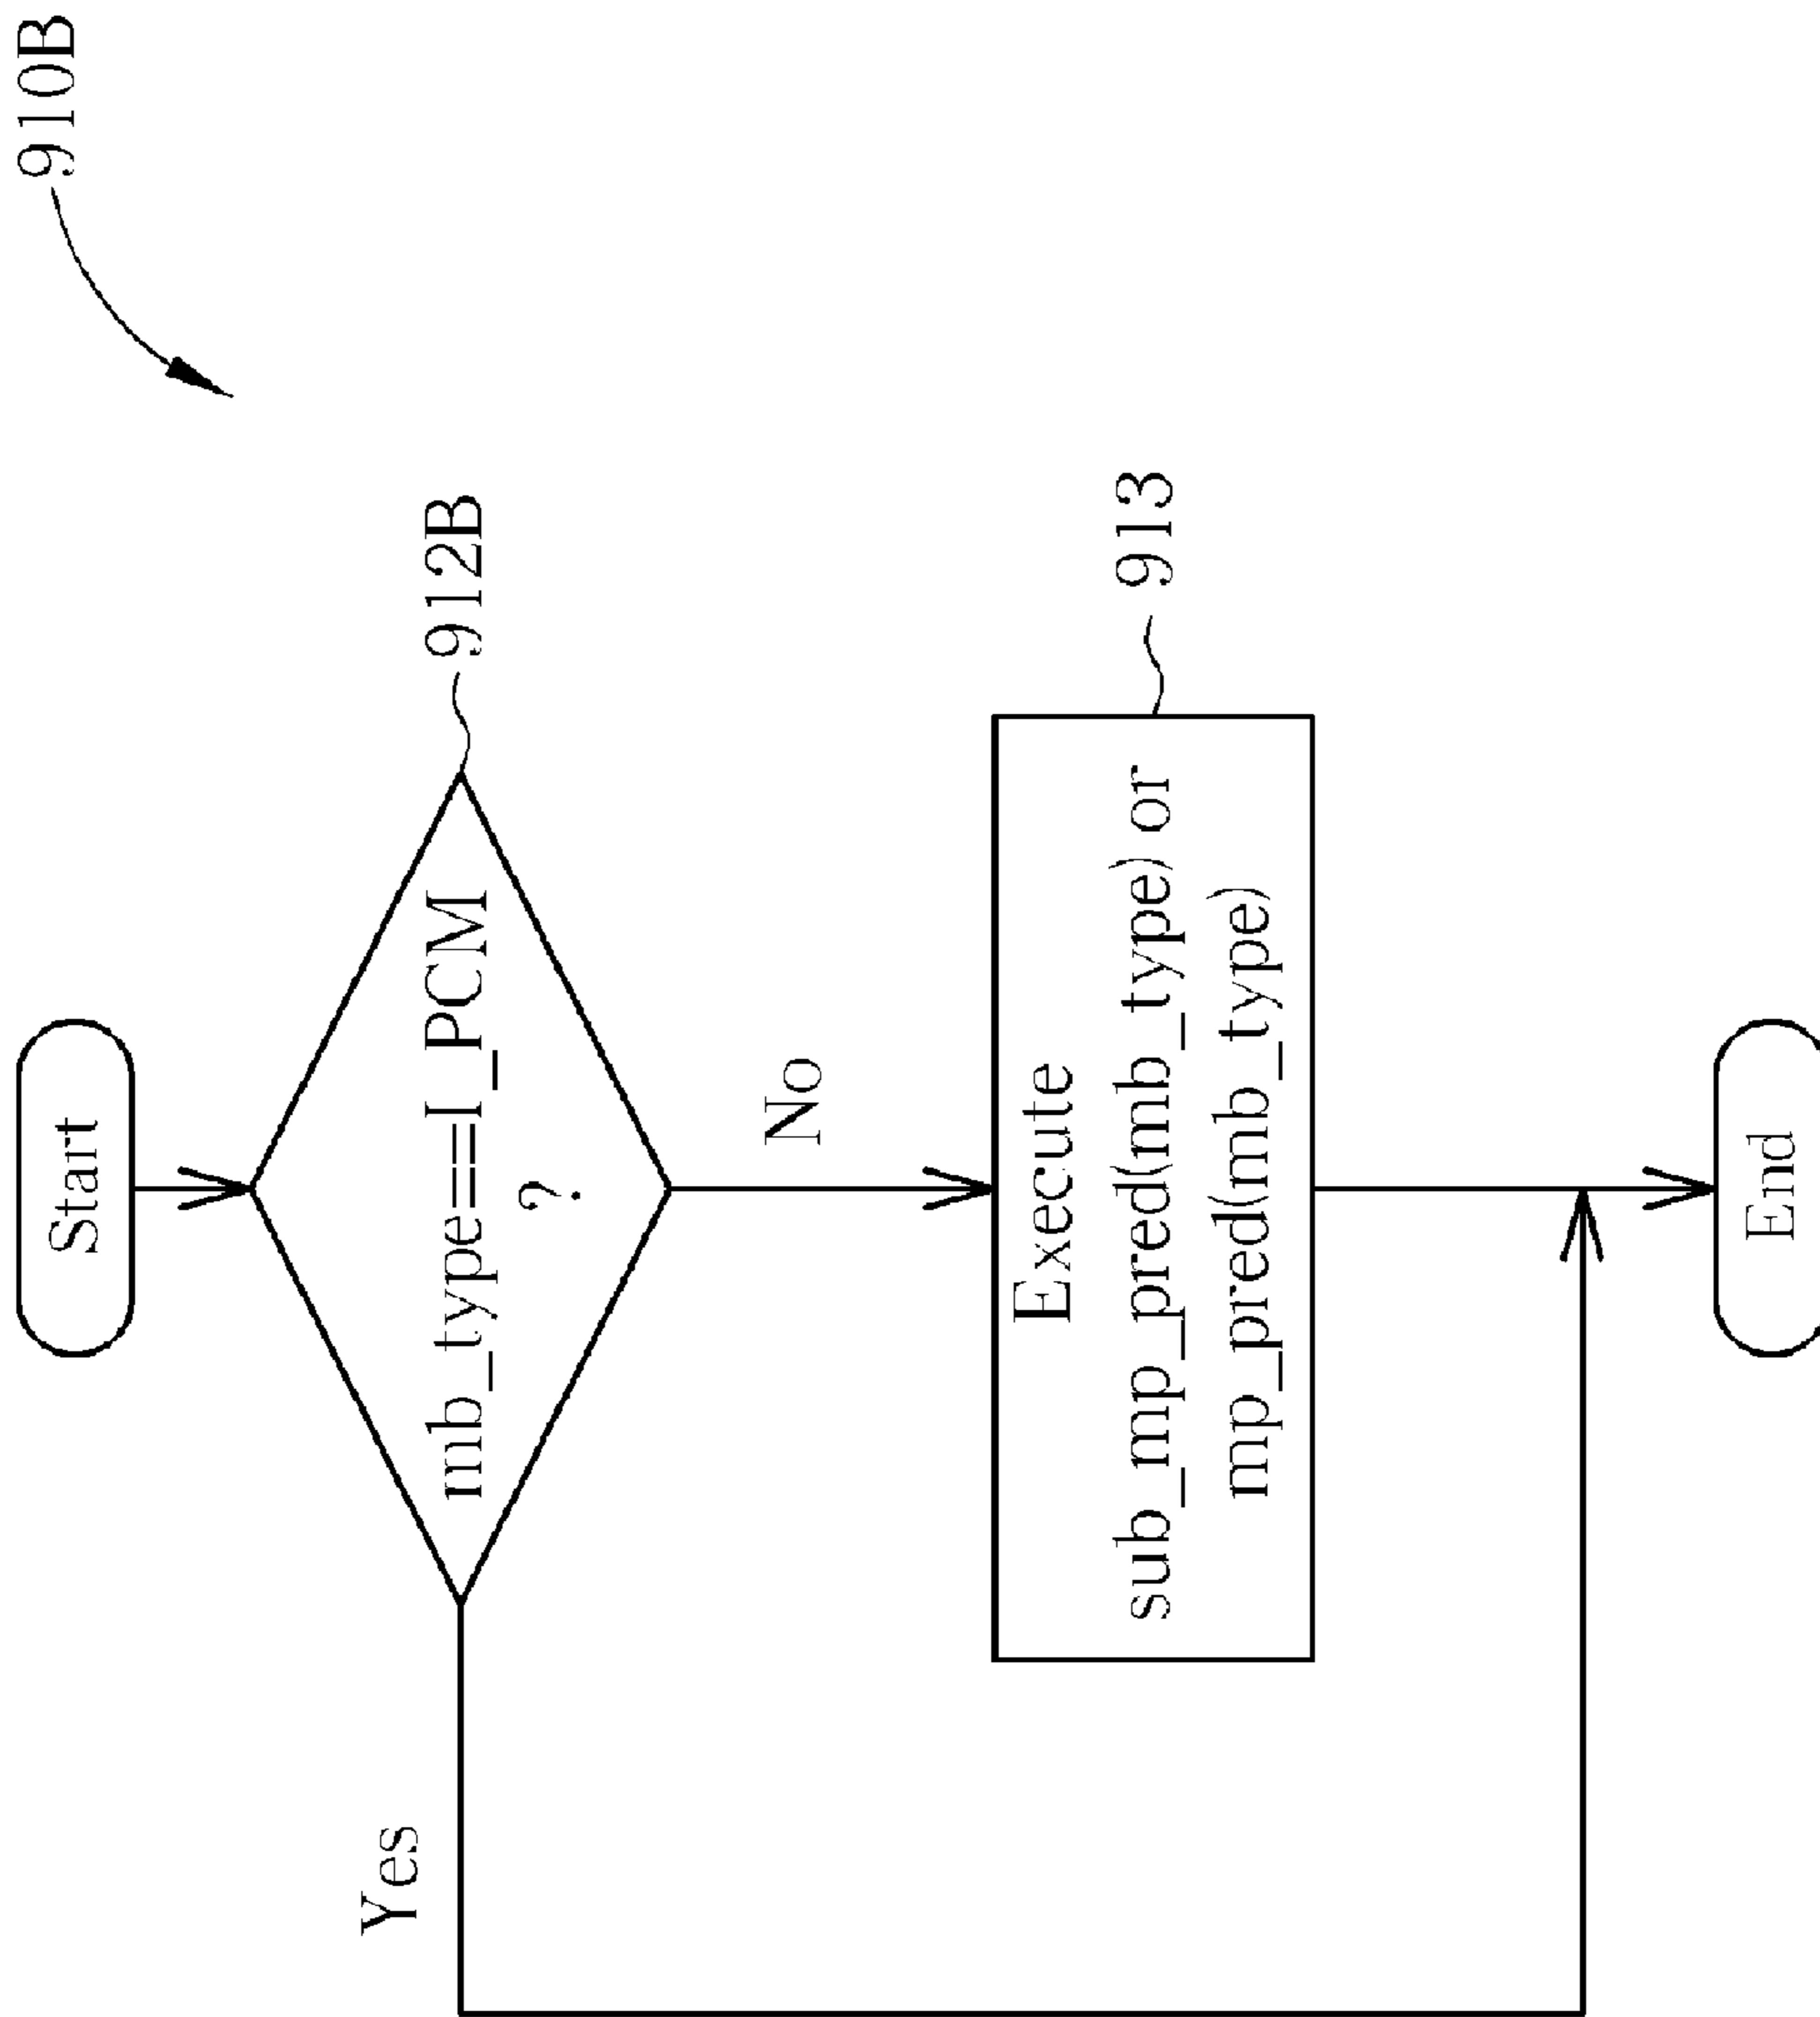 910B
Start
912B
mb_type==I_PCM
?
Yes
No
913
Execute
sub_mp_pred(mb_type) or
mp_pred(mb_type)
End